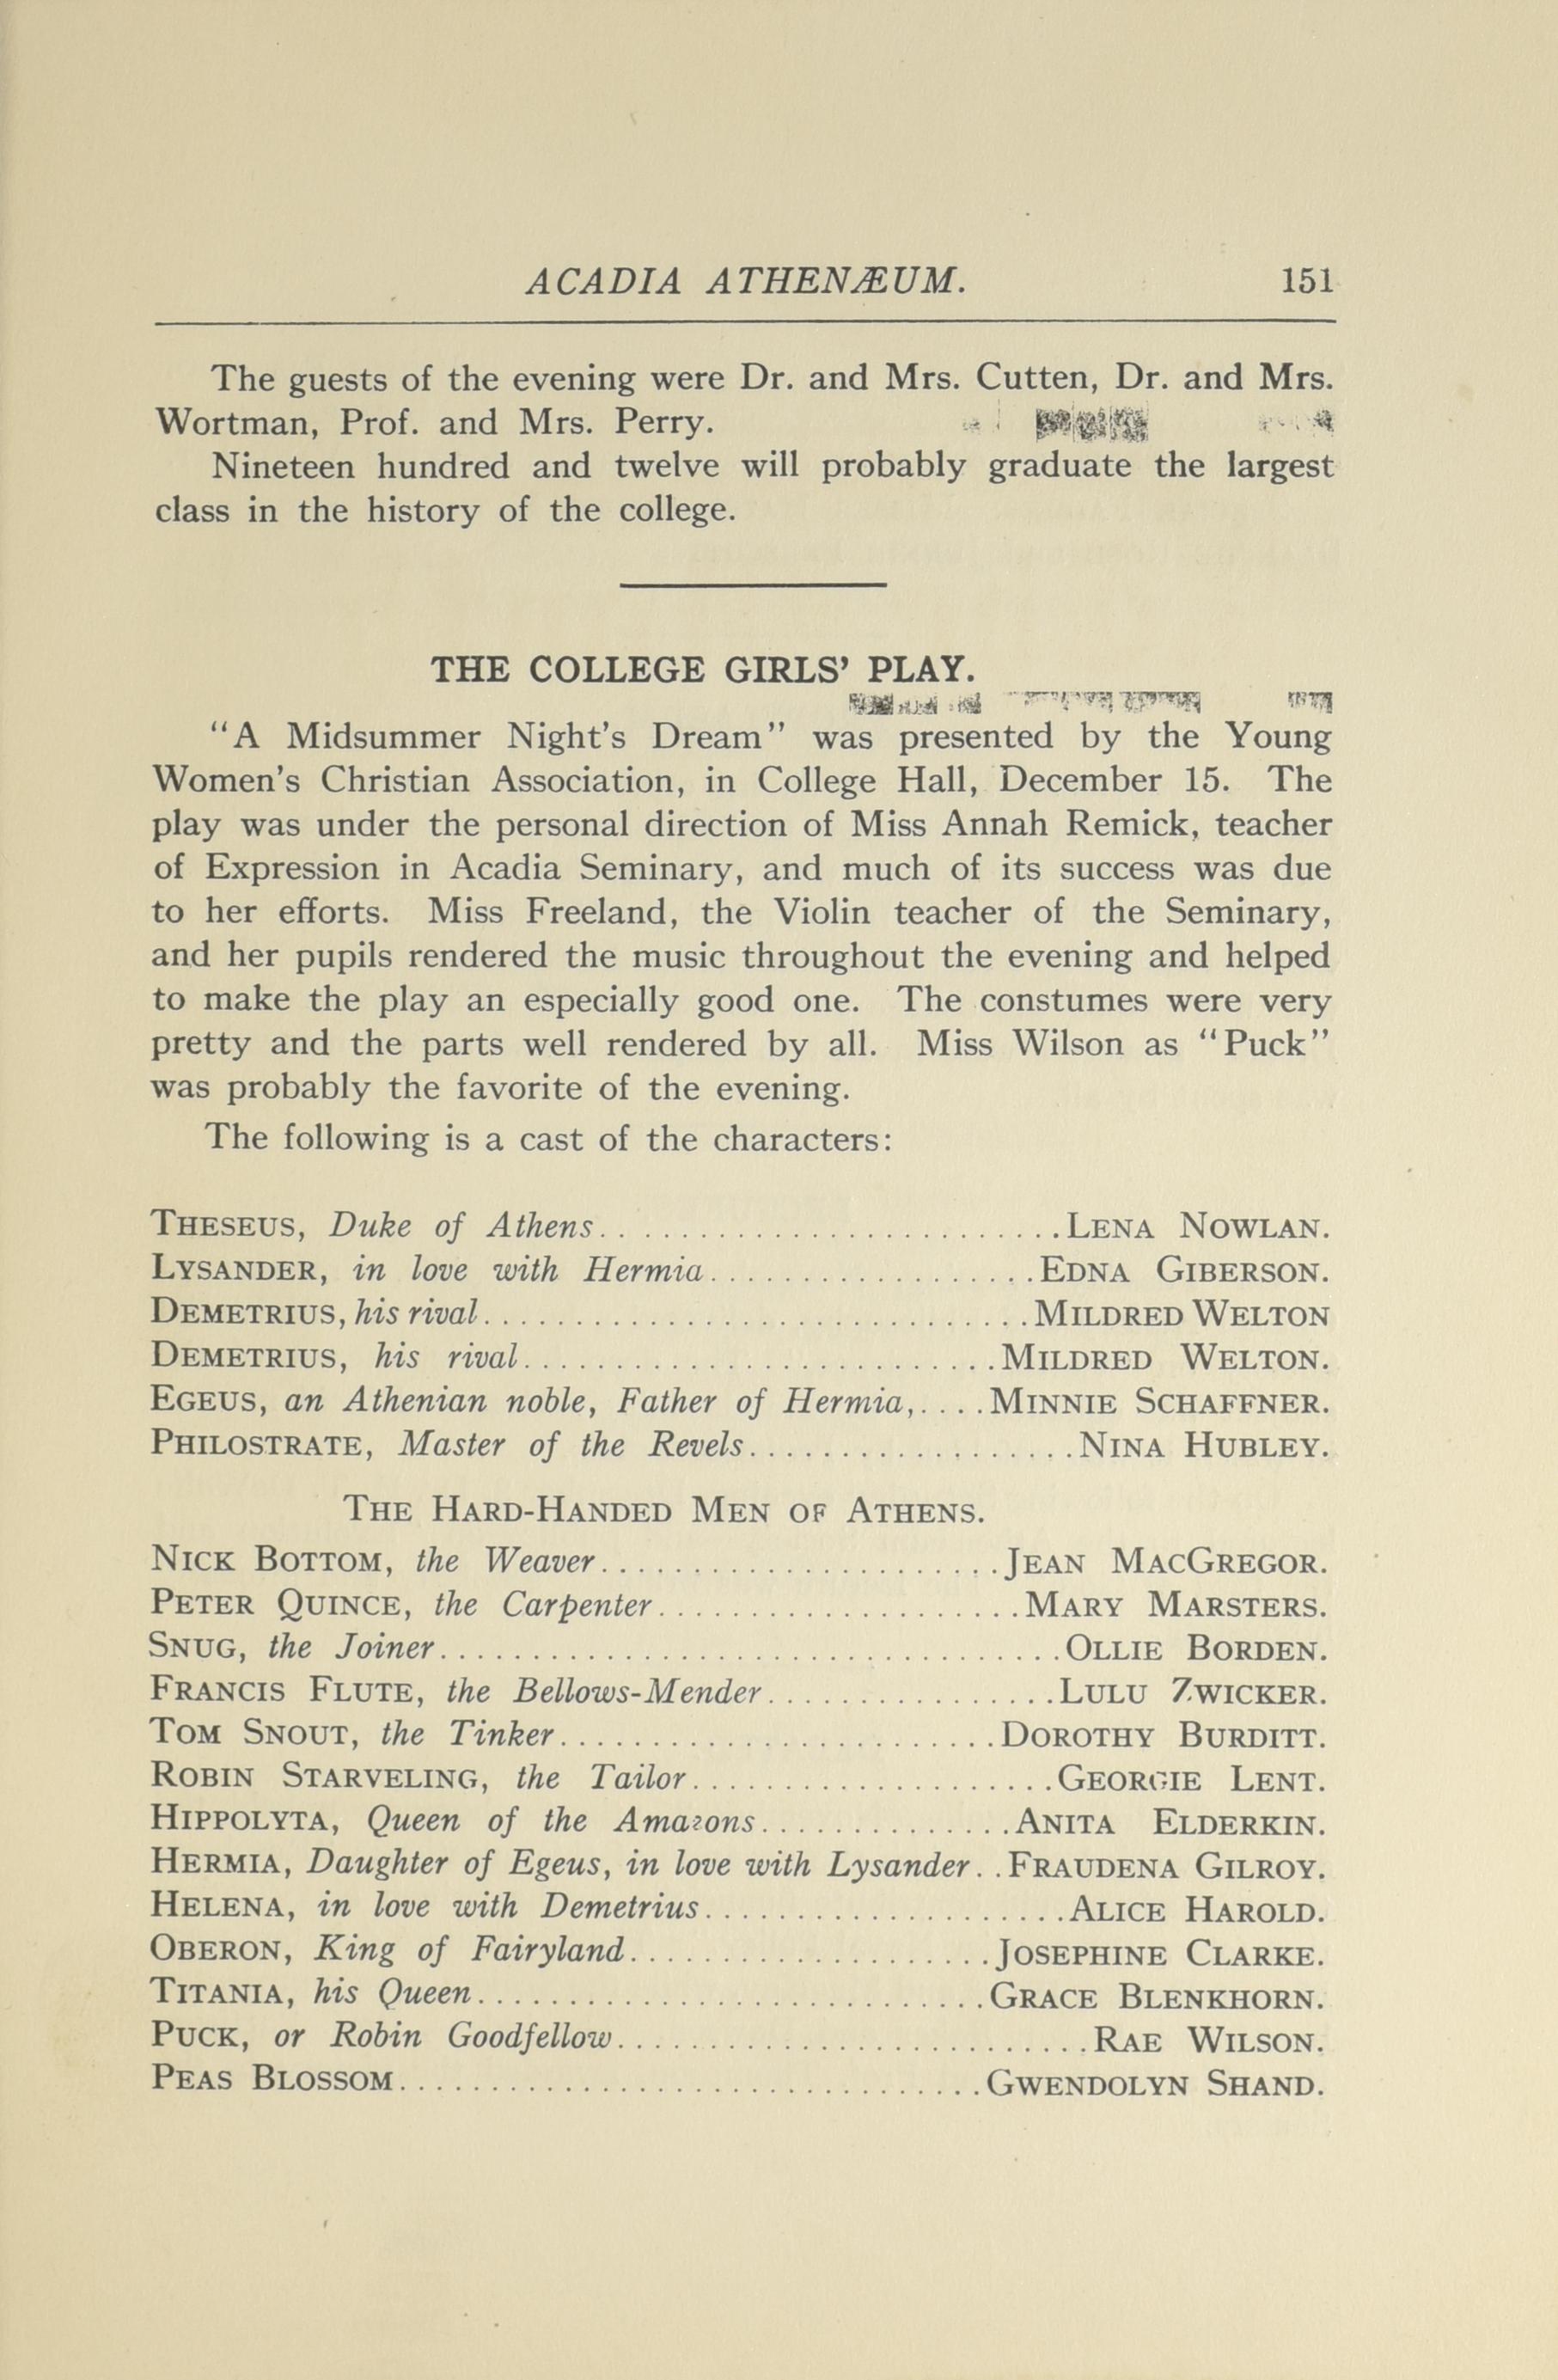 ACADIA ATHENÆUM. 151
The guests of the evening were Dr. and Mrs. Cutten, Dr. and Mrs.
Wortman, Prof. and Mrs. Perry.
Nineteen hundred and twelve will probably graduate the largest
class in the history of the college.
THE COLLEGE GIRLS' PLAY.
"A Midsummer Night's Dream" was presented by the Young
Women's Christian Association, in College Hall, December 15. The
play was under the personal direction of Miss Annah Remick, teacher
of Expression in Acadia Seminary, and much of its success was due
to her efforts. Miss Freeland, the Violin teacher of the Seminary,
and her pupils rendered the music throughout the evening and helped
to make the play an especially good one. The constumes were very
pretty and the parts well rendered by all. Miss Wilson as "Puck"
was probably the favorite of the evening.
The following is a cast of the characters:
THESEUS, Duke of Athens..........................LENA NOWLAN.
LYSANDER, in love with Hermia..................EDNA GIBERSON.
DEMETRIUS, his rival..............................MILDRED WELTON
DEMETRIUS, his rival..........................MILDRED WELTON.
EGEUS, an Athenian noble, Father of Hermia,....MINNIE SCHAFFNER.
PHILOSTRATE, Master of the Revels..................NINA HUBLEY.
THE HARD-HANDED MEN OF ATHENS.
NICK BOTTOM, the Weaver......................JEAN MACGREGOR.
PETER QUINCE, the Carpenter....................MARY MARSTERS.
SNUG, the Joiner..................................OLLIE BORDEN.
FRANCIS FLUTE, the Bellows-Mender................LULU ZWICKER.
TOM SNOUT, the Tinker........................DOROTHY BURDITT.
ROBIN STARVELING, the Tailor....................GEORGIE LENT.
HIPPOLYTA, Queen of the Amazons..............ANITA ELDERKIN.
HERMIA, Daughter of Egeus, in love with Lysander..FRAUDENA GILROY.
HELENA, in love with Demetrius....................ALICE HAROLD.
OBERON, King of Fairyland....................JOSEPHINE CLARKE.
TITANIA, his Queen............................GRACE BLENKHORN.
PUCK, or Robin Goodfellow..........................RAE WILSON.
PEAS BLOSSOM................................GWENDOLYN SHAND.